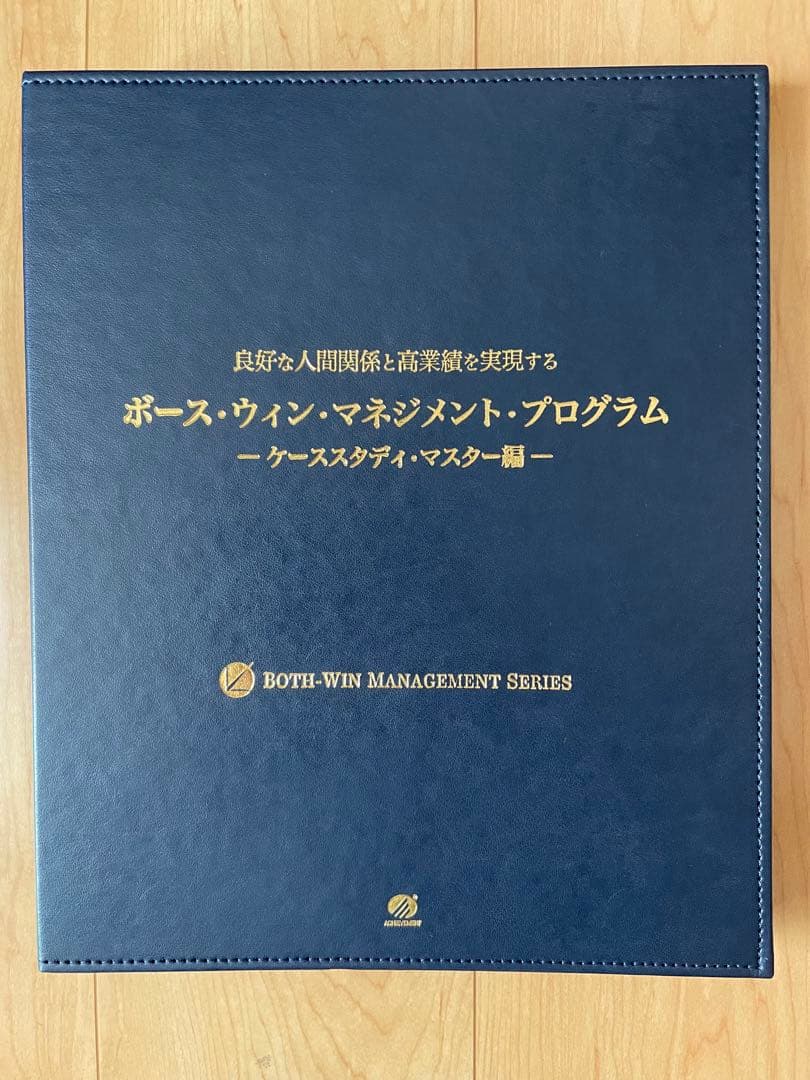 良好な人間関係と高業績を実現する
ボース・ウィン・マネジメント・プログラム
― ケーススタディ・マスター編 ―
BOTH-WIN MANAGEMENT SERIES
ACHIEVEMENT